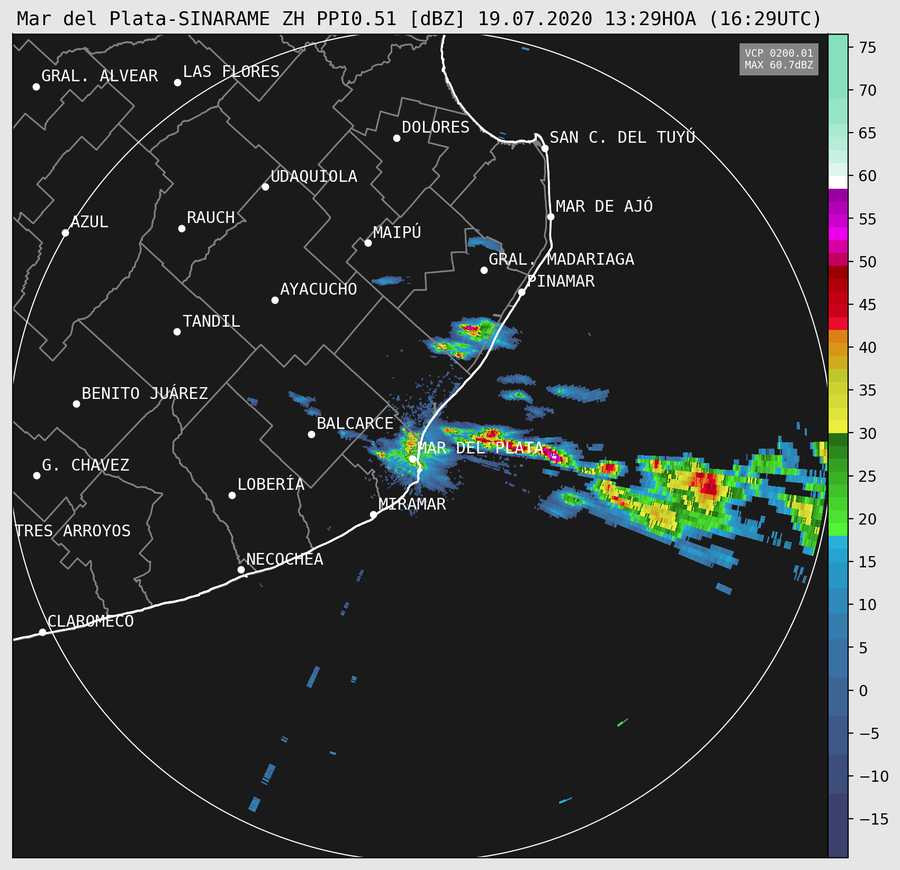 Mar del Plata-SINARAME ZH PPI0.51 [dBZ] 19.07.2020 13:29HOA (16:29UTC)
VCP 0200.01
MAX 60.7dBZ
GRAL. ALVEAR
LAS FLORES
DOLORES
SAN C. DEL TUYÚ
UDAQUIOLA
MAR DE AJÓ
AZUL
RAUCH
MAIPÚ
GRAL. MADARIAGA
PINAMAR
AYACUCHO
TANDIL
BENITO JUÁREZ
BALCARCE
MAR DEL PLATA
G. CHAVEZ
LOBERÍA
MIRAMAR
TRES ARROYOS
NECOCHEA
CLAROMECO
75
70
65
60
55
50
45
40
35
30
25
20
15
10
5
0
−5
−10
−15